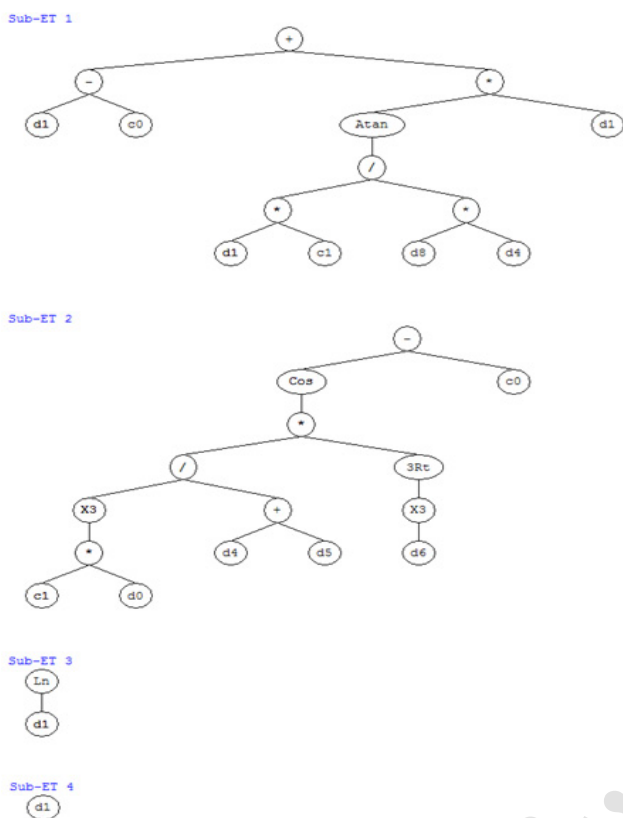 Sub-ET 1
+
- *
d1 c0 Atan d1
/
* *
d1 c1 d8 d4
Sub-ET 2
-
Cos c0
*
/ 3Rt
X3 + X3
* d4 d5 d6
c1 d0
Sub-ET 3
Ln
d1
Sub-ET 4
d1